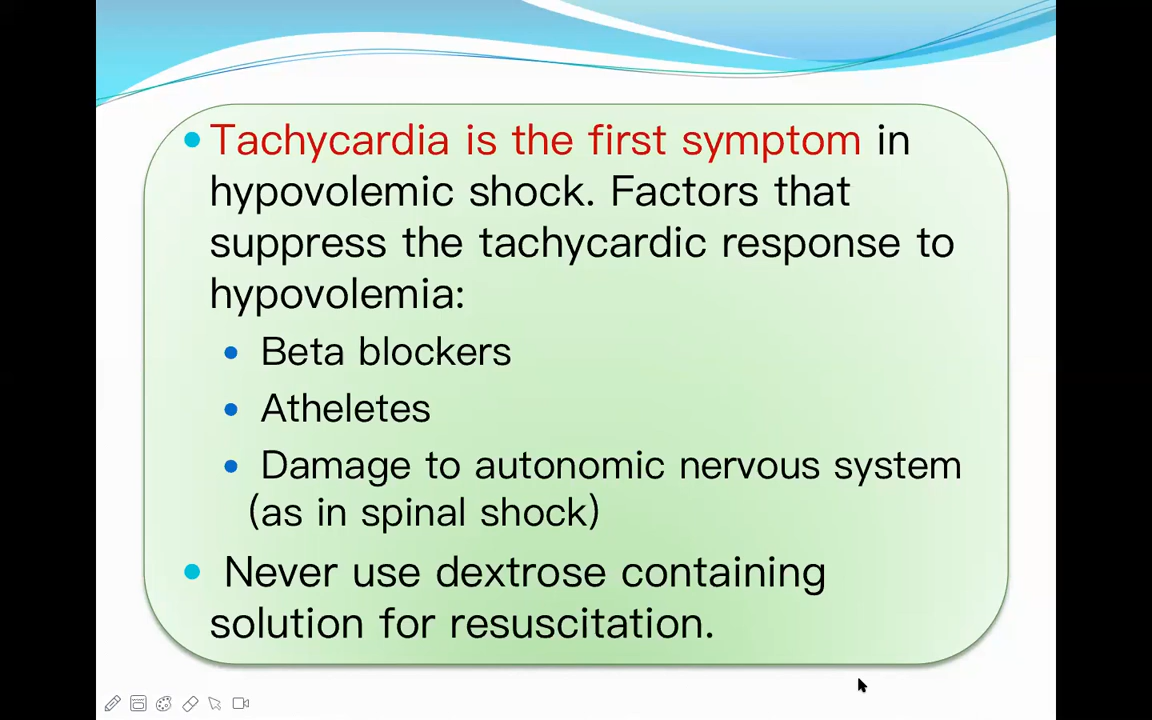 • Tachycardia is the first symptom in
hypovolemic shock. Factors that
suppress the tachycardic response to
hypovolemia:
• Beta blockers
• Atheletes
• Damage to autonomic nervous system
(as in spinal shock)
• Never use dextrose containing
solution for resuscitation.